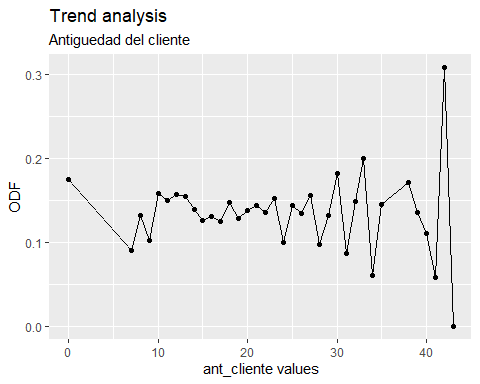 Trend analysis
Antiguedad del cliente
0.3
0.2
0.1
0.0
ODF
0 10 20 30 40
ant_cliente values